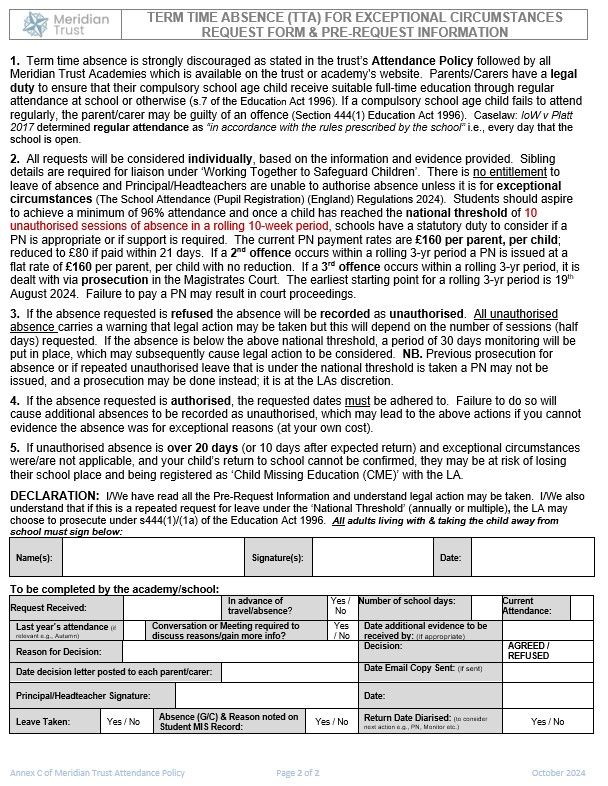 Meridian
Trust
TERM TIME ABSENCE (TTA) FOR EXCEPTIONAL CIRCUMSTANCES
REQUEST FORM & PRE-REQUEST INFORMATION
1. Term time absence is strongly discouraged as stated in the trust's Attendance Policy followed by all
Meridian Trust Academies which is available on the trust or academy's website. Parents/Carers have a legal
duty to ensure that their compulsory school age child receive suitable full-time education through regular
attendance at school or otherwise (s.7 of the Education Act 1996). If a compulsory school age child fails to attend
regularly, the parent/carer may be guilty of an offence (Section 444(1) Education Act 1996). Caselaw: IoW v Platt
2017 determined regular attendance as "in accordance with the rules prescribed by the school" i.e., every day that the
school is open.
2. All requests will be considered individually, based on the information and evidence provided. Sibling
details are required for liaison under 'Working Together to Safeguard Children'. There is no entitlement to
leave of absence and Principal/Headteachers are unable to authorise absence unless it is for exceptional
circumstances (The School Attendance (Pupil Registration) (England) Regulations 2024). Students should aspire
to achieve a minimum of 96% attendance and once a child has reached the national threshold of 10
unauthorised sessions of absence in a rolling 10-week period, schools have a statutory duty to consider if a
PN is appropriate or if support is required. The current PN payment rates are £160 per parent, per child;
reduced to £80 if paid within 21 days. If a 2nd offence occurs within a rolling 3-yr period a PN is issued at a
flat rate of £160 per parent, per child with no reduction. If a 3rd offence occurs within a rolling 3-yr period, it is
dealt with via prosecution in the Magistrates Court. The earliest starting point for a rolling 3-yr period is 19th
August 2024. Failure to pay a PN may result in court proceedings.
3. If the absence requested is refused the absence will be recorded as unauthorised. All unauthorised
absence carries a warning that legal action may be taken but this will depend on the number of sessions (half
days) requested. If the absence is below the above national threshold, a period of 30 days monitoring will be
put in place, which may subsequently cause legal action to be considered. NB. Previous prosecution for
absence or if repeated unauthorised leave that is under the national threshold is taken a PN may not be
issued, and a prosecution may be done instead; it is at the LAs discretion.
4. If the absence requested is authorised, the requested dates must be adhered to. Failure to do so will
cause additional absences to be recorded as unauthorised, which may lead to the above actions if you cannot
evidence the absence was for exceptional reasons (at your own cost).
5. If unauthorised absence is over 20 days (or 10 days after expected return) and exceptional circumstances
were/are not applicable, and your child's return to school cannot be confirmed, they may be at risk of losing
their school place and being registered as 'Child Missing Education (CME)' with the LA.
DECLARATION: I/We have read all the Pre-Request Information and understand legal action may be taken. I/We also
understand that if this is a repeated request for leave under the 'National Threshold' (annually or multiple), the LA may
choose to prosecute under s444(1)/(1a) of the Education Act 1996. All adults living with & taking the child away from
school must sign below:
Name(s): Signature(s): Date:
To be completed by the academy/school:
Request Received: In advance of travel/absence? Yes / No Number of school days: Current Attendance:
Last year's attendance (if relevant e.g., Autumn) Conversation or Meeting required to discuss reasons/gain more info? Yes / No Date additional evidence to be received by: (if appropriate)
Reason for Decision: Decision: AGREED / REFUSED
Date decision letter posted to each parent/carer: Date Email Copy Sent: (if sent)
Principal/Headteacher Signature: Date:
Leave Taken: Yes / No Absence (G/C) & Reason noted on Student MIS Record: Yes / No Return Date Diarised: (to consider next action e.g., PN, Monitor etc.) Yes / No
Annex C of Meridian Trust Attendance Policy Page 2 of 2 October 2024